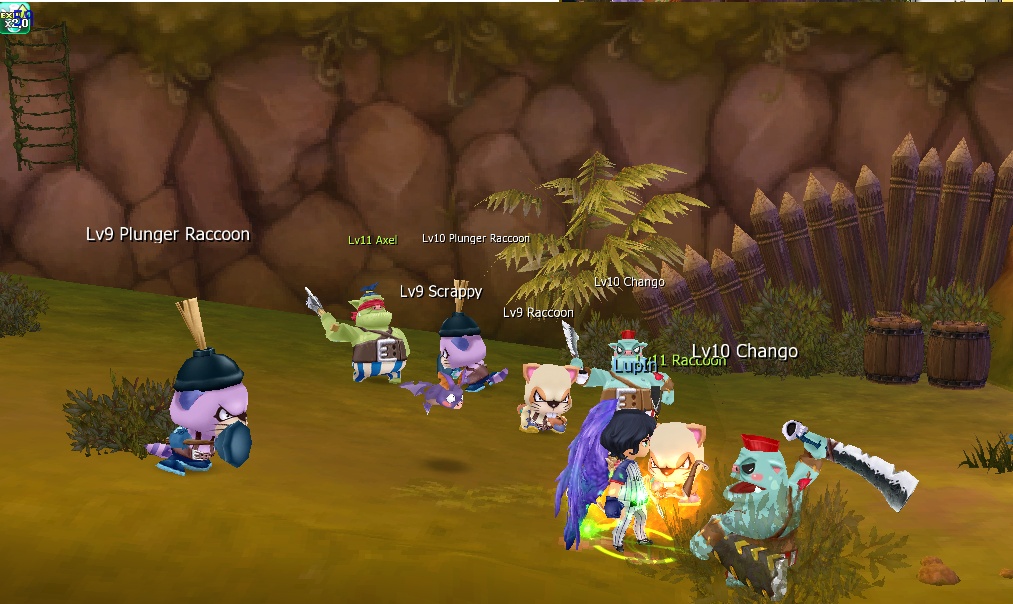 EXP
x2.0
Lv9 Plunger Raccoon
Lv11 Axel
Lv10 Plunger Raccoon
Lv10 Chango
Lv9 Scrappy
Lv9 Raccoon
Lv10 Chango
11 Raccoon
Lupin